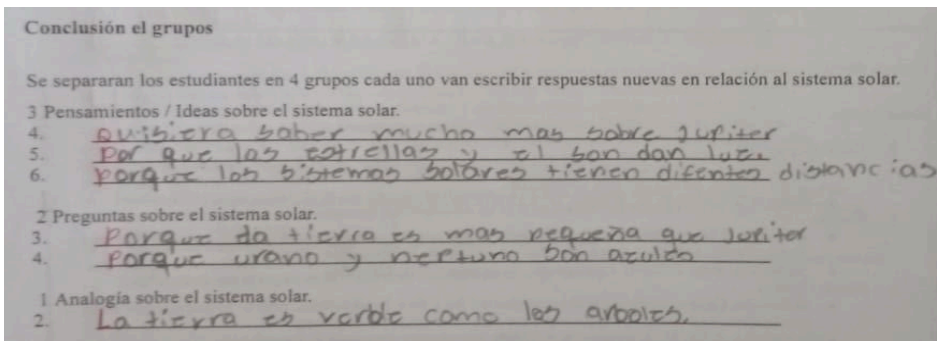 Conclusión el grupos
Se separaran los estudiantes en 4 grupos cada uno van escribir respuestas nuevas en relación al sistema solar.
3 Pensamientos / Ideas sobre el sistema solar.
4. Quisiera saber mucho mas sobre Jupiter
5. Por que las estrellas y el son dan luz.
6. Porque los sistemas solares tienen difentes distancias
2 Preguntas sobre el sistema solar.
3. Porque da tierra es mas pequeña que Jupiter
4. Porque urano y neptuno son azules
1 Analogía sobre el sistema solar.
2. La tierra es verde como los arboles.